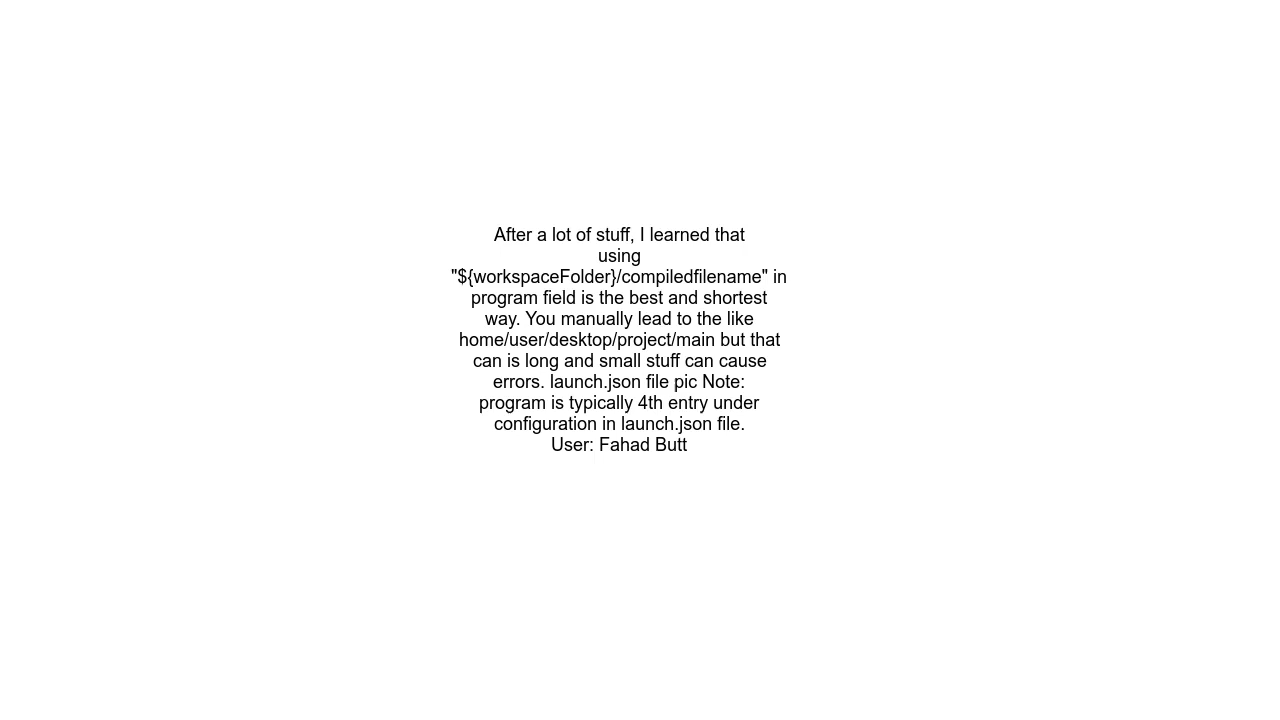 After a lot of stuff, I learned that
using
"${workspaceFolder}/compiledfilename" in
program field is the best and shortest
way. You manually lead to the like
home/user/desktop/project/main but that
can is long and small stuff can cause
errors. launch.json file pic Note:
program is typically 4th entry under
configuration in launch.json file.
User: Fahad Butt